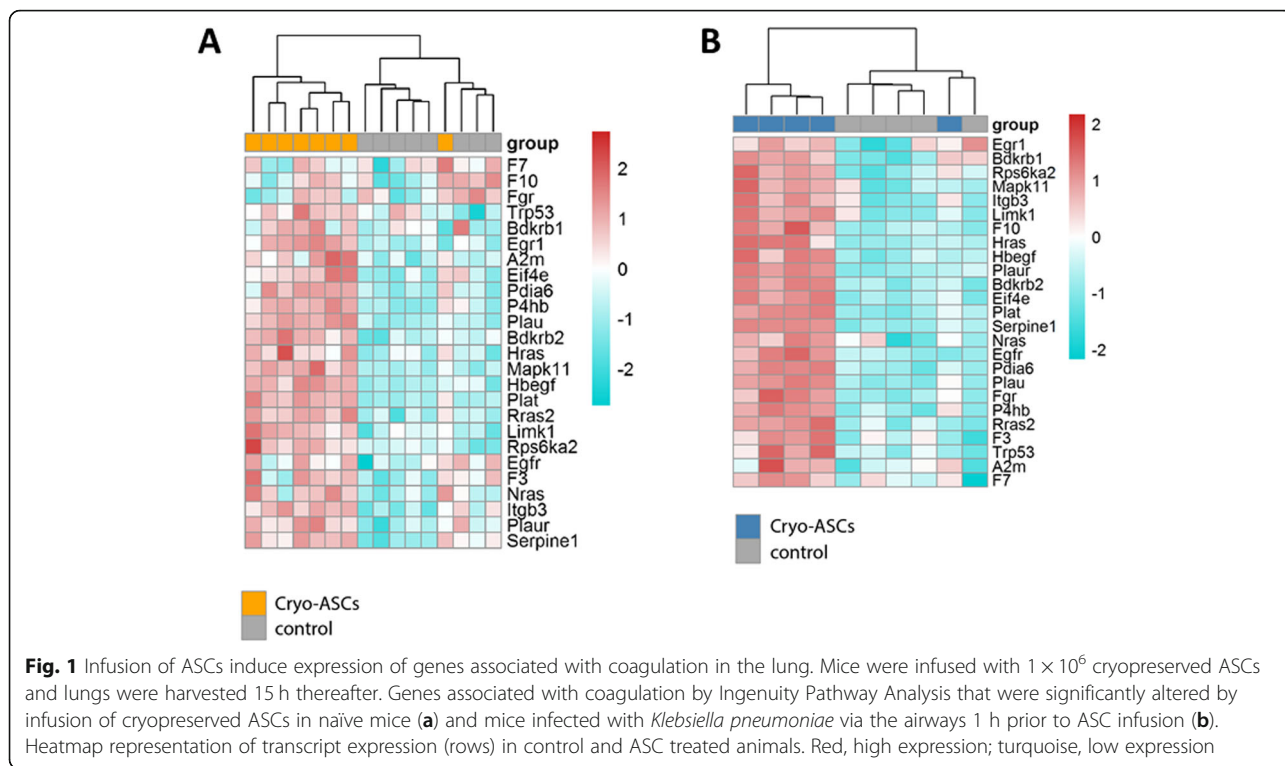 A
group
F7
F10
Fgr
Trp53
Bdkrb1
Egr1
A2m
Eif4e
Pdia6
P4hb
Plau
Bdkrb2
Hras
Mapk11
Hbegf
Plat
Rras2
Limk1
Rps6ka2
Egfr
F3
Nras
Itgb3
Plaur
Serpine1
2
1
0
-1
-2
Cryo-ASCs
control
B
group
Egr1
Bdkrb1
Rps6ka2
Mapk11
Itgb3
Limk1
F10
Hras
Hbegf
Plaur
Bdkrb2
Eif4e
Plat
Serpine1
Nras
Egfr
Pdia6
Plau
Fgr
P4hb
Rras2
F3
Trp53
A2m
F7
2
1
0
-1
-2
Cryo-ASCs
control
Fig. 1 Infusion of ASCs induce expression of genes associated with coagulation in the lung. Mice were infused with 1 × 10⁶ cryopreserved ASCs
and lungs were harvested 15 h thereafter. Genes associated with coagulation by Ingenuity Pathway Analysis that were significantly altered by
infusion of cryopreserved ASCs in naïve mice (a) and mice infected with Klebsiella pneumoniae via the airways 1 h prior to ASC infusion (b).
Heatmap representation of transcript expression (rows) in control and ASC treated animals. Red, high expression; turquoise, low expression